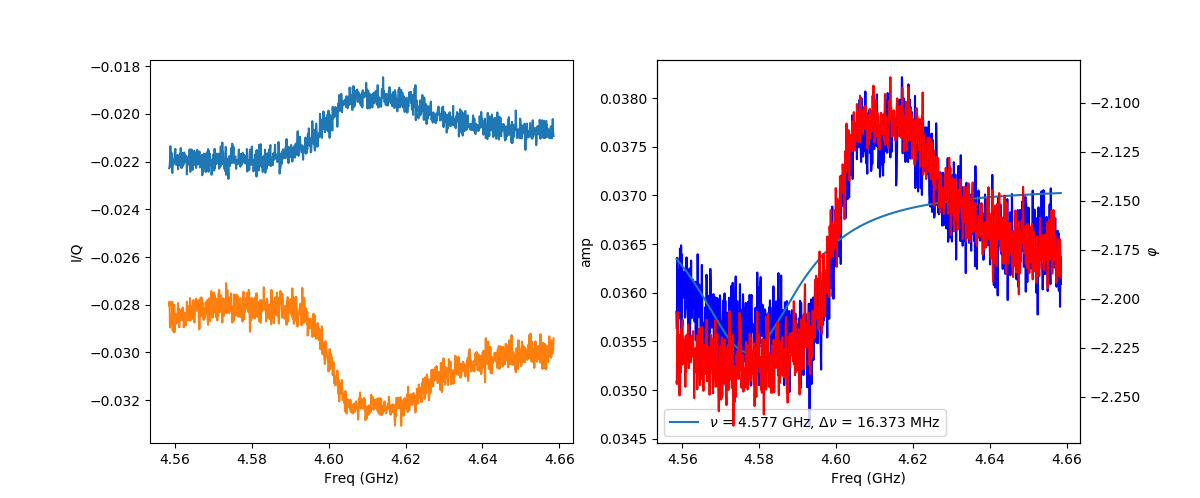 −0.018
−0.020
−0.022
−0.024
−0.026
−0.028
−0.030
−0.032
I/Q
4.56 4.58 4.60 4.62 4.64 4.66
Freq (GHz)
0.0380
0.0375
0.0370
0.0365
0.0360
0.0355
0.0350
0.0345
amp
4.56 4.58 4.60 4.62 4.64 4.66
Freq (GHz)
ν = 4.577 GHz, Δν = 16.373 MHz
−2.100
−2.125
−2.150
−2.175
−2.200
−2.225
−2.250
φ